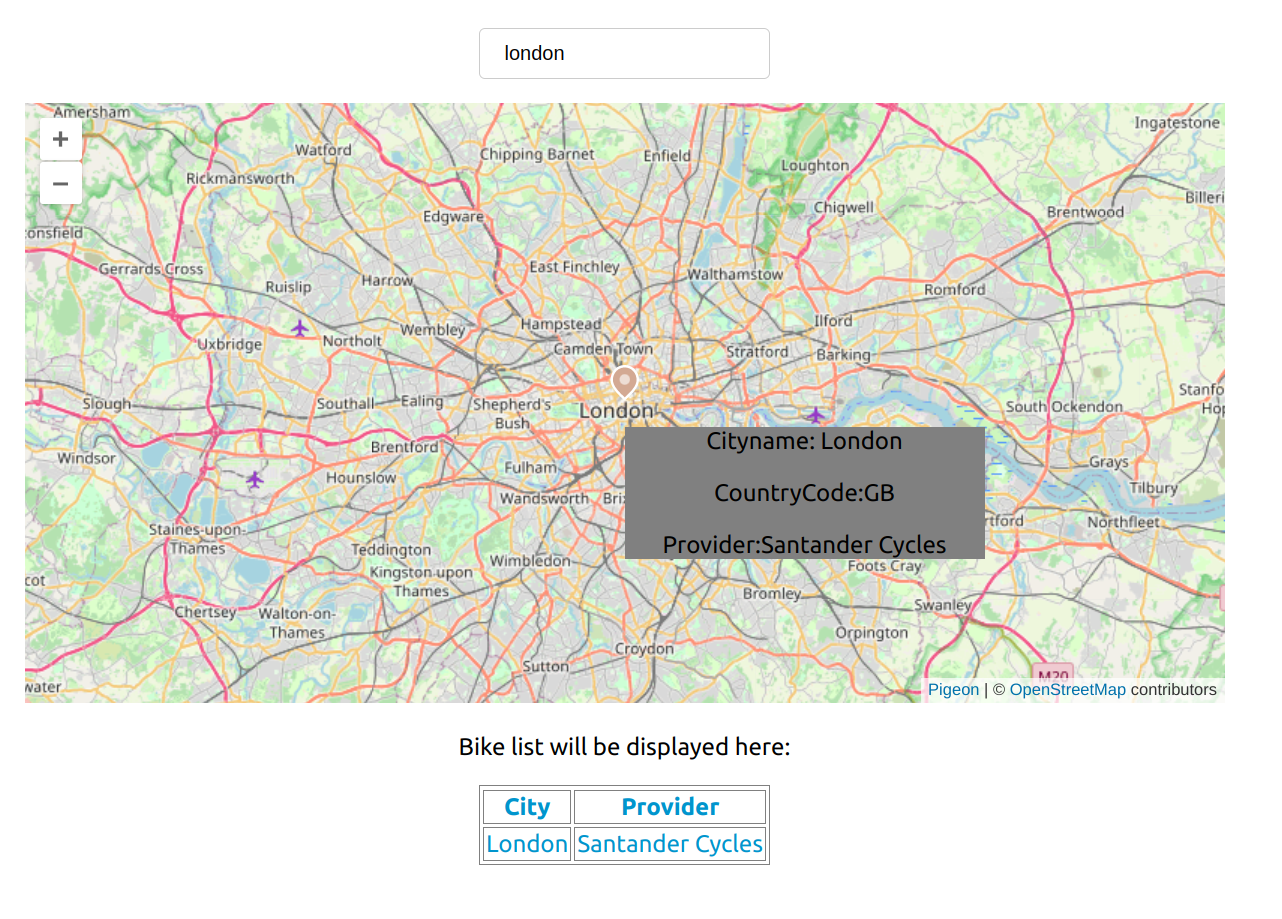 london
Amersham
+
Ingatestone
Watford
Chipping Barnet
Enfield
Loughton
Rickmansworth
−
Billeri
Chigwell
Brentwood
Edgware
onsfield
Gerrards Cross
East Finchley
Walthamstow
Harrow
Ruislip
Romford
Hampstead
Ilford
Wembley
Northolt
Uxbridge
Camden Town
Stratford
Barking
Stanfo
Slough
Southall
Ealing
Shepherd's
Bush
London
South Ockendon
Hop
Brentford
Cityname: London
Windsor
Fulham
Grays
Hounslow
Tilbury
CountryCode:GB
Wandsworth
Brix
Staines-upon-
Thames
rtford
Northfleet
Provider:Santander Cycles
Teddington
Wimbledon
Foots Cray
Kingston upon
Thames
cot
Bromley
Swanley
Chertsey
Walton-on-
Thames
Orpington
Croydon
Sutton
M20
water
Pigeon | © OpenStreetMap contributors
Bike list will be displayed here:
City Provider
London Santander Cycles